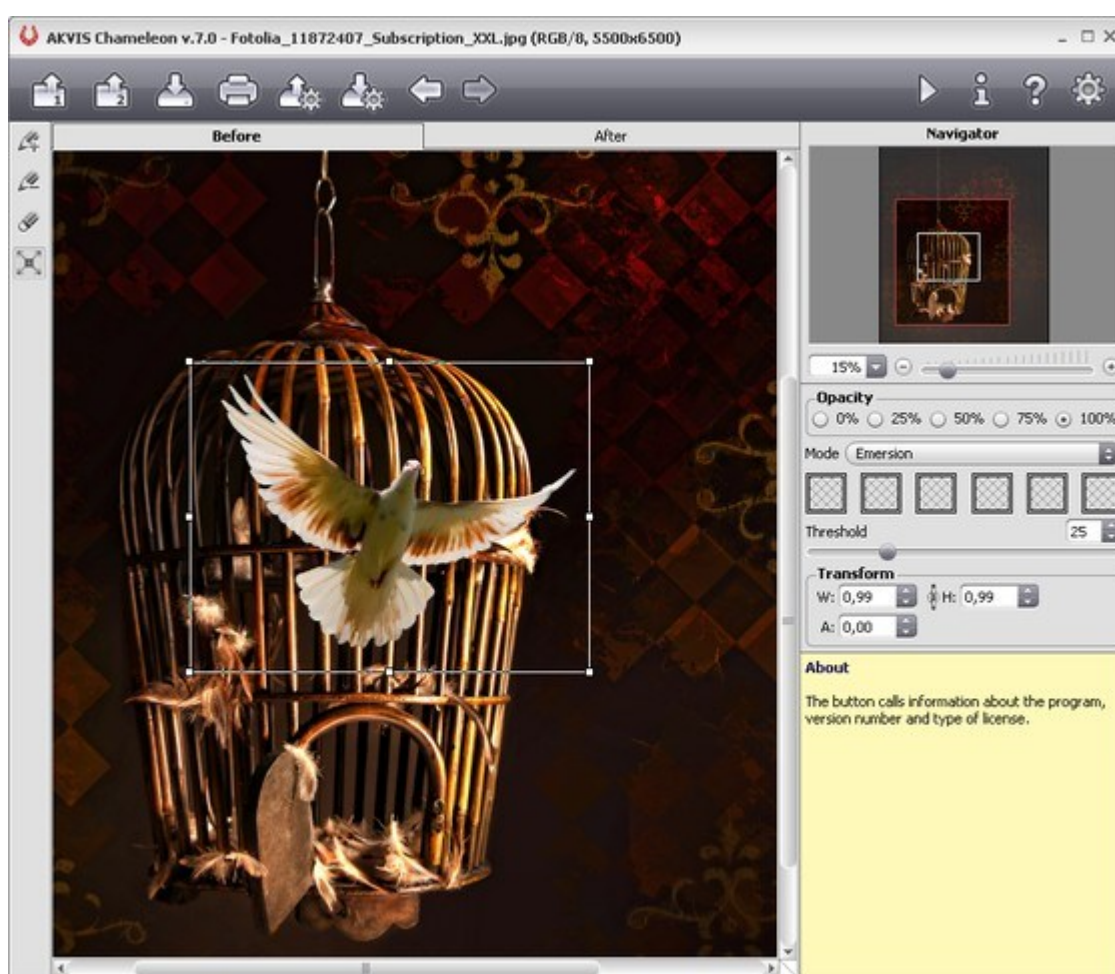 AKVIS Chameleon v.7.0 - Fotolia_11872407_Subscription_XXL.jpg (RGB/8, 5500x6500)
1 2
Before After Navigator
15%
Opacity
0% 25% 50% 75% 100%
Mode Emersion
Threshold 25
Transform
W: 0,99 H: 0,99
A: 0,00
About
The button calls information about the program,
version number and type of license.